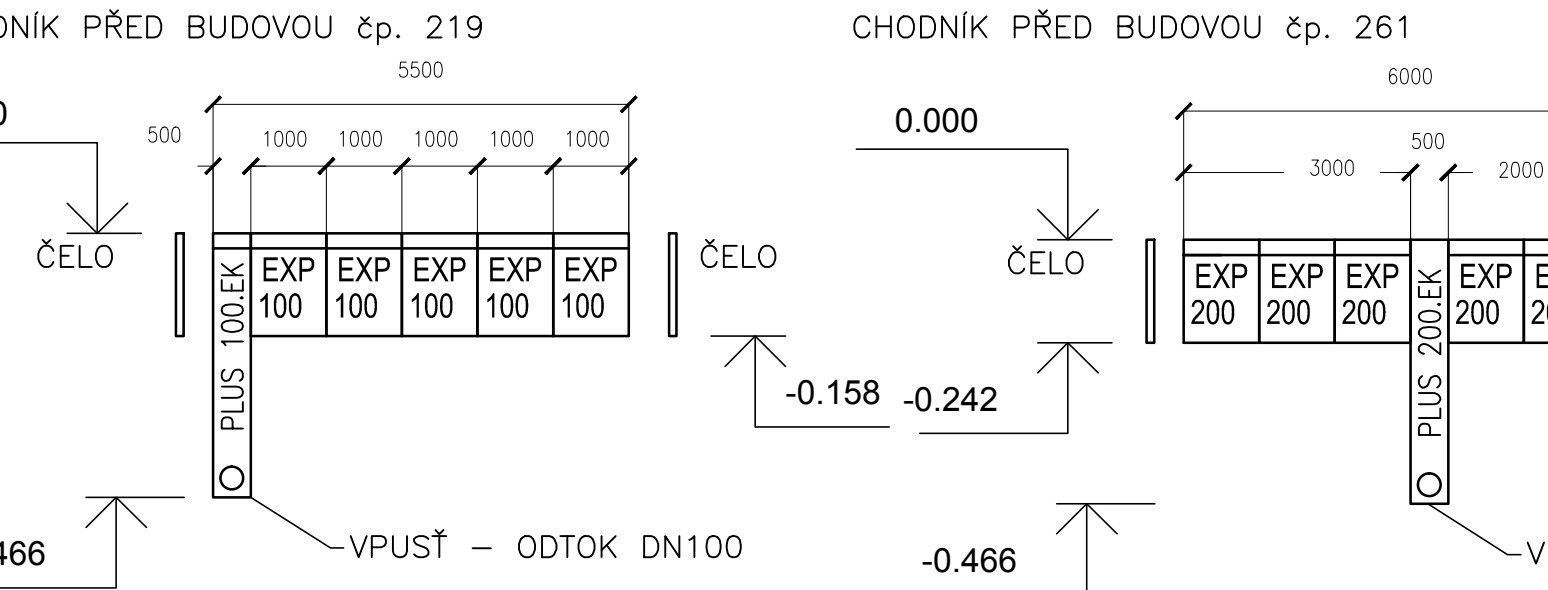 DNÍK PŘED BUDOVOU čp. 219
5500
500
1000 1000 1000 1000 1000
0
ČELO
EXP 100
EXP 100
EXP 100
EXP 100
EXP 100
PLUS 100.EK
ČELO
-0.158
466
VPUSŤ – ODTOK DN100
CHODNÍK PŘED BUDOVOU čp. 261
6000
0.000
500
3000
2000
ČELO
EXP 200
EXP 200
EXP 200
PLUS 200.EK
EXP 200
E
20
-0.242
-0.466
V